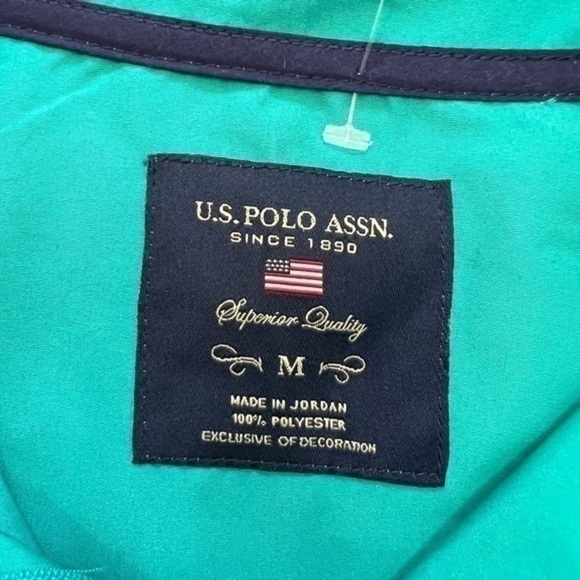 U.S. POLO ASSN.
SINCE 1890
Superior Quality
M
MADE IN JORDAN
100% POLYESTER
EXCLUSIVE OF DECORATION